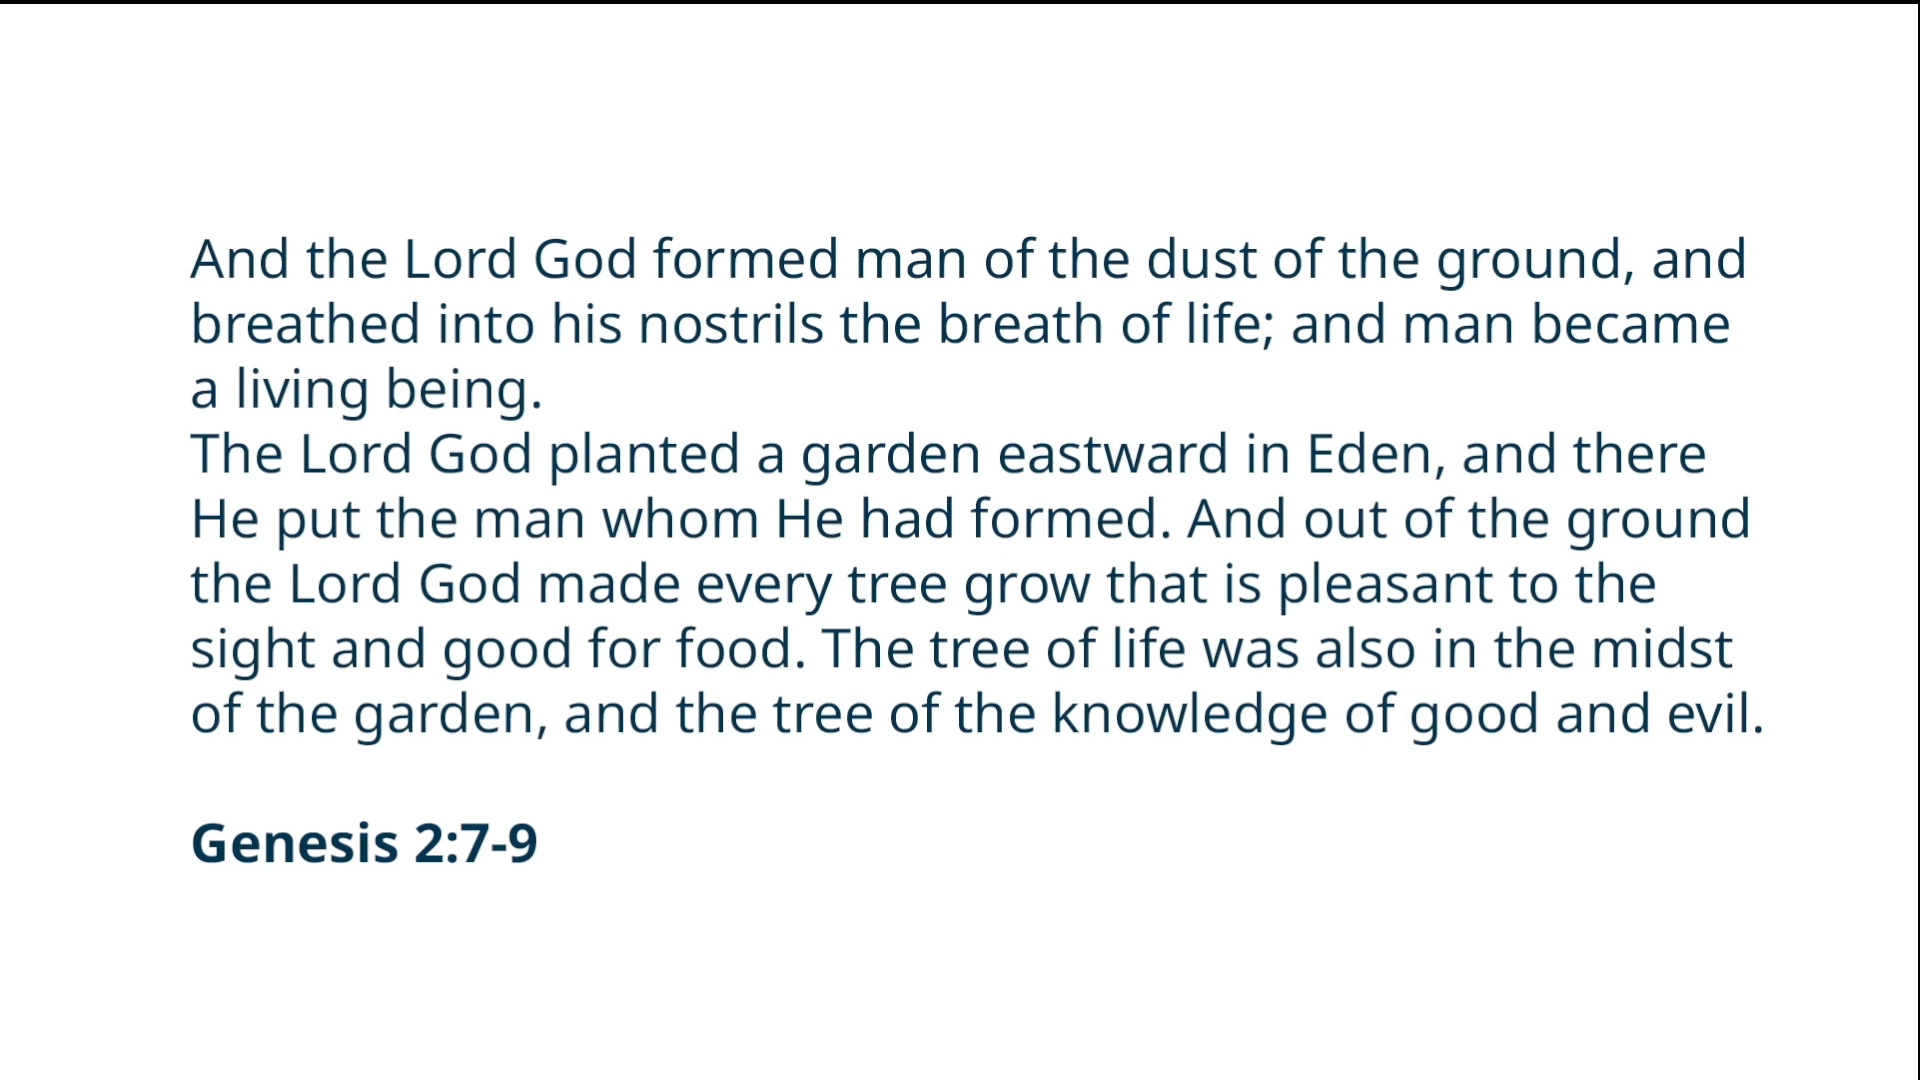 And the Lord God formed man of the dust of the ground, and
breathed into his nostrils the breath of life; and man became
a living being.
The Lord God planted a garden eastward in Eden, and there
He put the man whom He had formed. And out of the ground
the Lord God made every tree grow that is pleasant to the
sight and good for food. The tree of life was also in the midst
of the garden, and the tree of the knowledge of good and evil.
Genesis 2:7-9